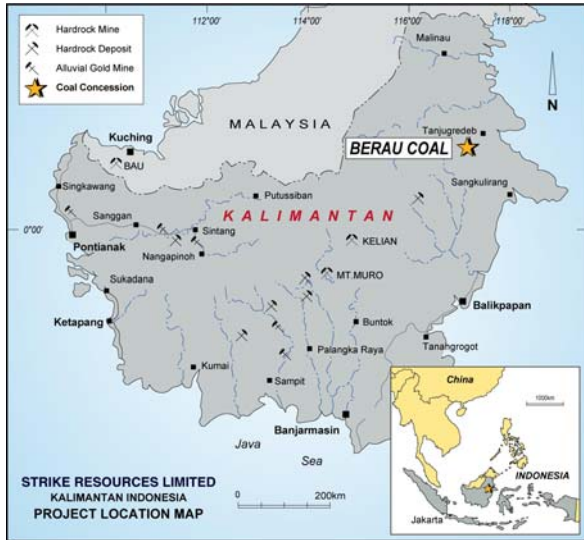 112'00"
114'00"
116'00"
118'00"
Hardrock Mine
Hardrock Deposit
Alluvial Gold Mine
Coal Concession
Malinau
N
MALAYSIA
Kuching
BAU
Tanjugredeb
BERAU COAL
Singkawang
Putussiban
Sangkulirang
KALIMANTAN
Sanggan
Sintang
0°00'
Pontianak
Nangapinoh
KELIAN
Sukadana
MT.MURO
Balikpapan
Ketapang
Buntok
Tanahgrogot
Kumai
Palangka Raya
Sampit
Banjarmasin
Java
Sea
STRIKE RESOURCES LIMITED
KALIMANTAN INDONESIA
PROJECT LOCATION MAP
0
200km
China
1000km
INDONESIA
Jakarta